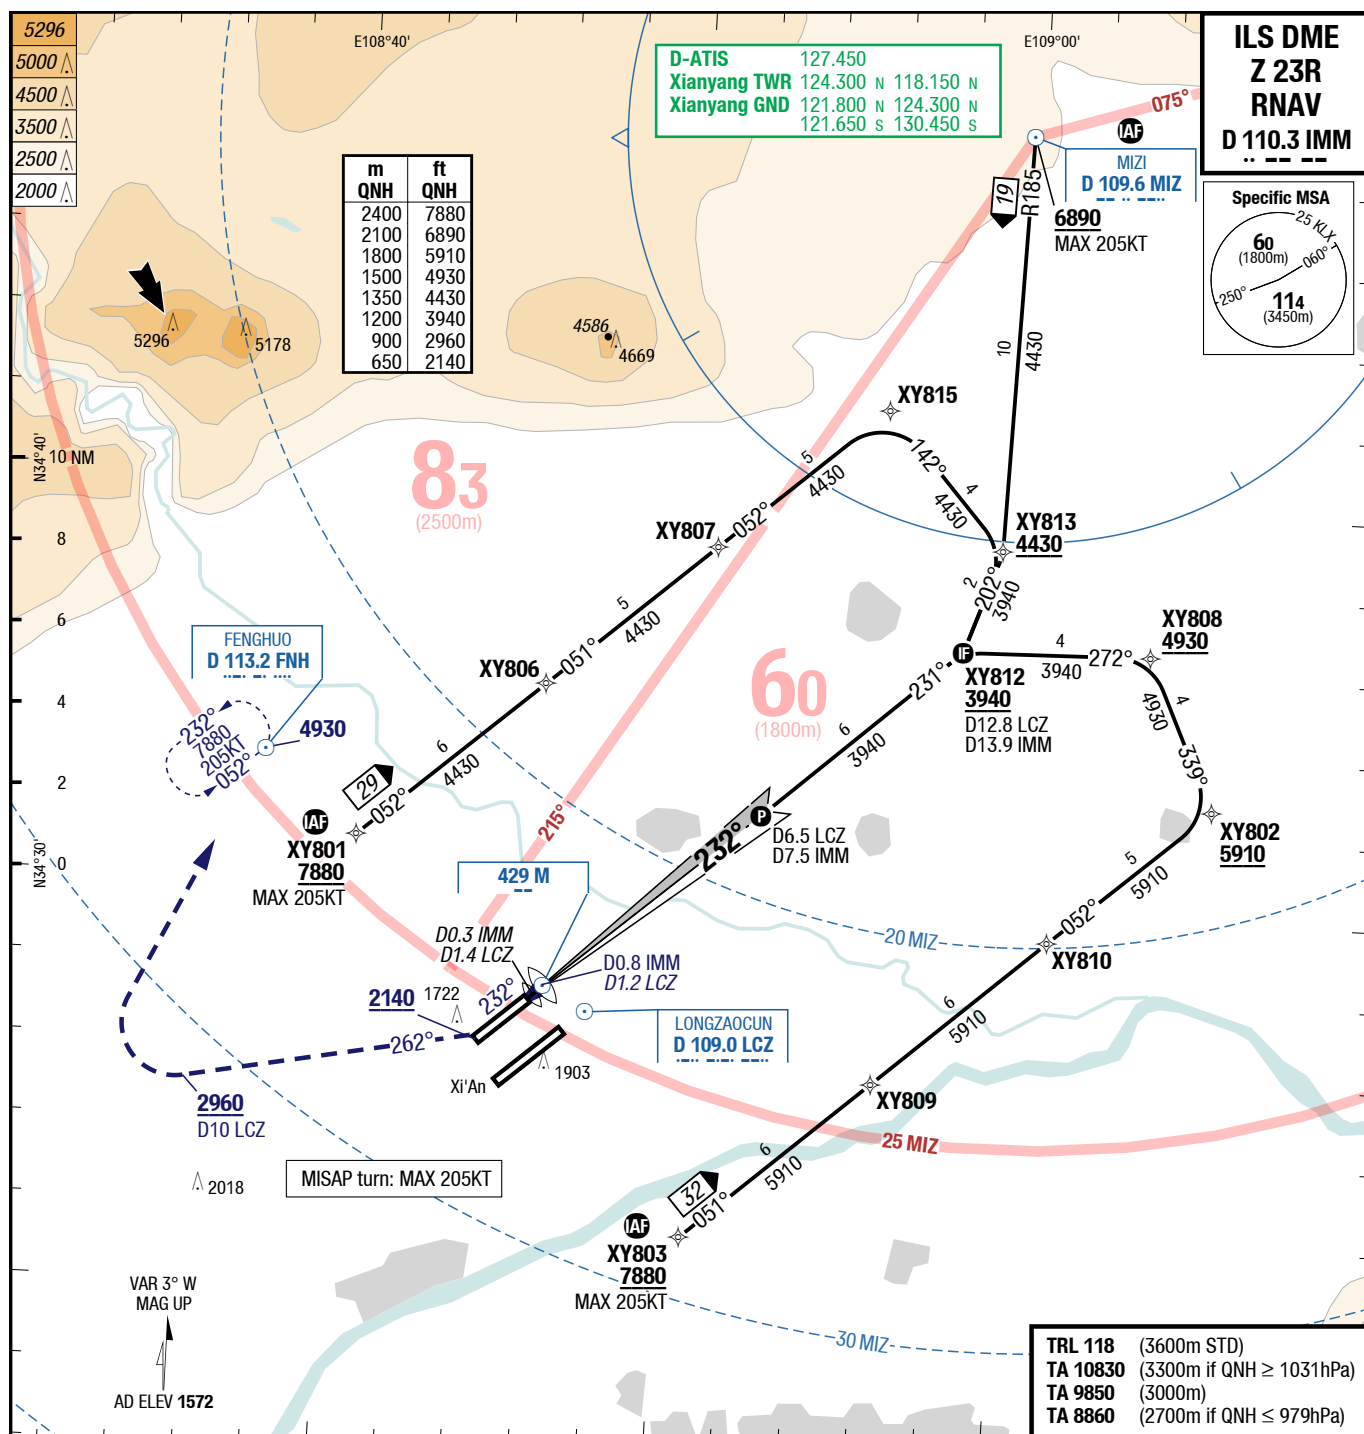 5296
5000
4500
3500
2500
2000
E108°40'
E109°00'
D-ATIS 127.450
Xianyang TWR 124.300 N 118.150 N
Xianyang GND 121.800 N 124.300 N
121.650 S 130.450 S
ILS DME
Z 23R
RNAV
D 110.3 IMM
075°
IAF
MIZI
D 109.6 MIZ
Specific MSA
25 KLX
60
(1800m)
060°
250°
114
(3450m)
m ft
QNH QNH
2400 7880
2100 6890
1800 5910
1500 4930
1350 4430
1200 3940
900 2960
650 2140
19
R185
6890
MAX 205KT
5296
5178
4586
4669
10
4430
XY815
N34°40'
10 NM
83
(2500m)
5
4430
142°
4
4430
XY807
052°
XY813
4430
8
2
202°
3940
5
4430
6
FENGHUO
D 113.2 FNH
XY806
051°
60
(1800m)
XY808
4930
IF
4
3940
272°
XY812
3940
D12.8 LCZ
D13.9 IMM
231°
4
4930
4
232°
7880
205KT
052°
4930
6
4430
6
3940
339°
2
29
052°
IAF
XY801
7880
MAX 205KT
215°
P
D6.5 LCZ
D7.5 IMM
232°
XY802
5910
N34°30'
0
429 M
5
5910
052°
D0.3 IMM
D1.4 LCZ
D0.8 IMM
D1.2 LCZ
20 MIZ
XY810
2140
1722
232°
LONGZAOCUN
D 109.0 LCZ
6
5910
262°
Xi'An
1903
XY809
2960
D10 LCZ
25 MIZ
2018
MISAP turn: MAX 205KT
6
5910
32
051°
IAF
XY803
7880
MAX 205KT
VAR 3° W
MAG UP
AD ELEV 1572
30 MIZ
TRL 118 (3600m STD)
TA 10830 (3300m if QNH ≥ 1031hPa)
TA 9850 (3000m)
TA 8860 (2700m if QNH ≤ 979hPa)